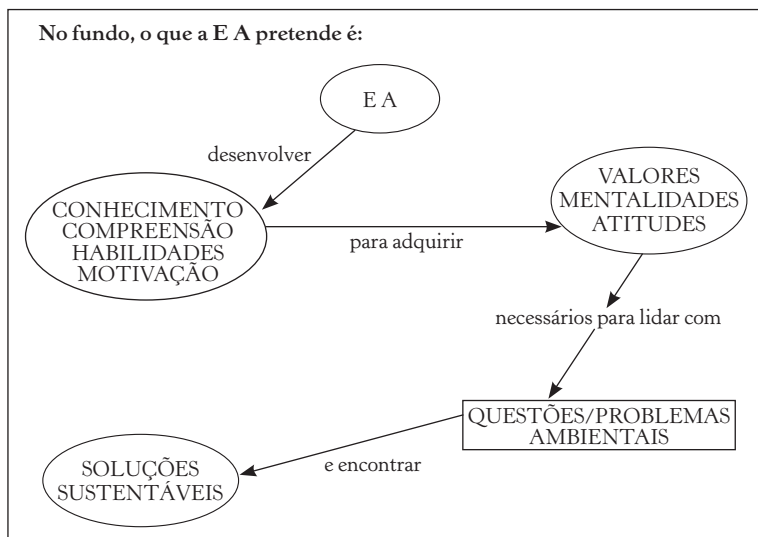 No fundo, o que a E A pretende é:
E A
desenvolver
CONHECIMENTO
COMPREENSÃO
HABILIDADES
MOTIVAÇÃO
para adquirir
VALORES
MENTALIDADES
ATITUDES
necessários para lidar com
QUESTÕES/PROBLEMAS
AMBIENTAIS
e encontrar
SOLUÇÕES
SUSTENTÁVEIS